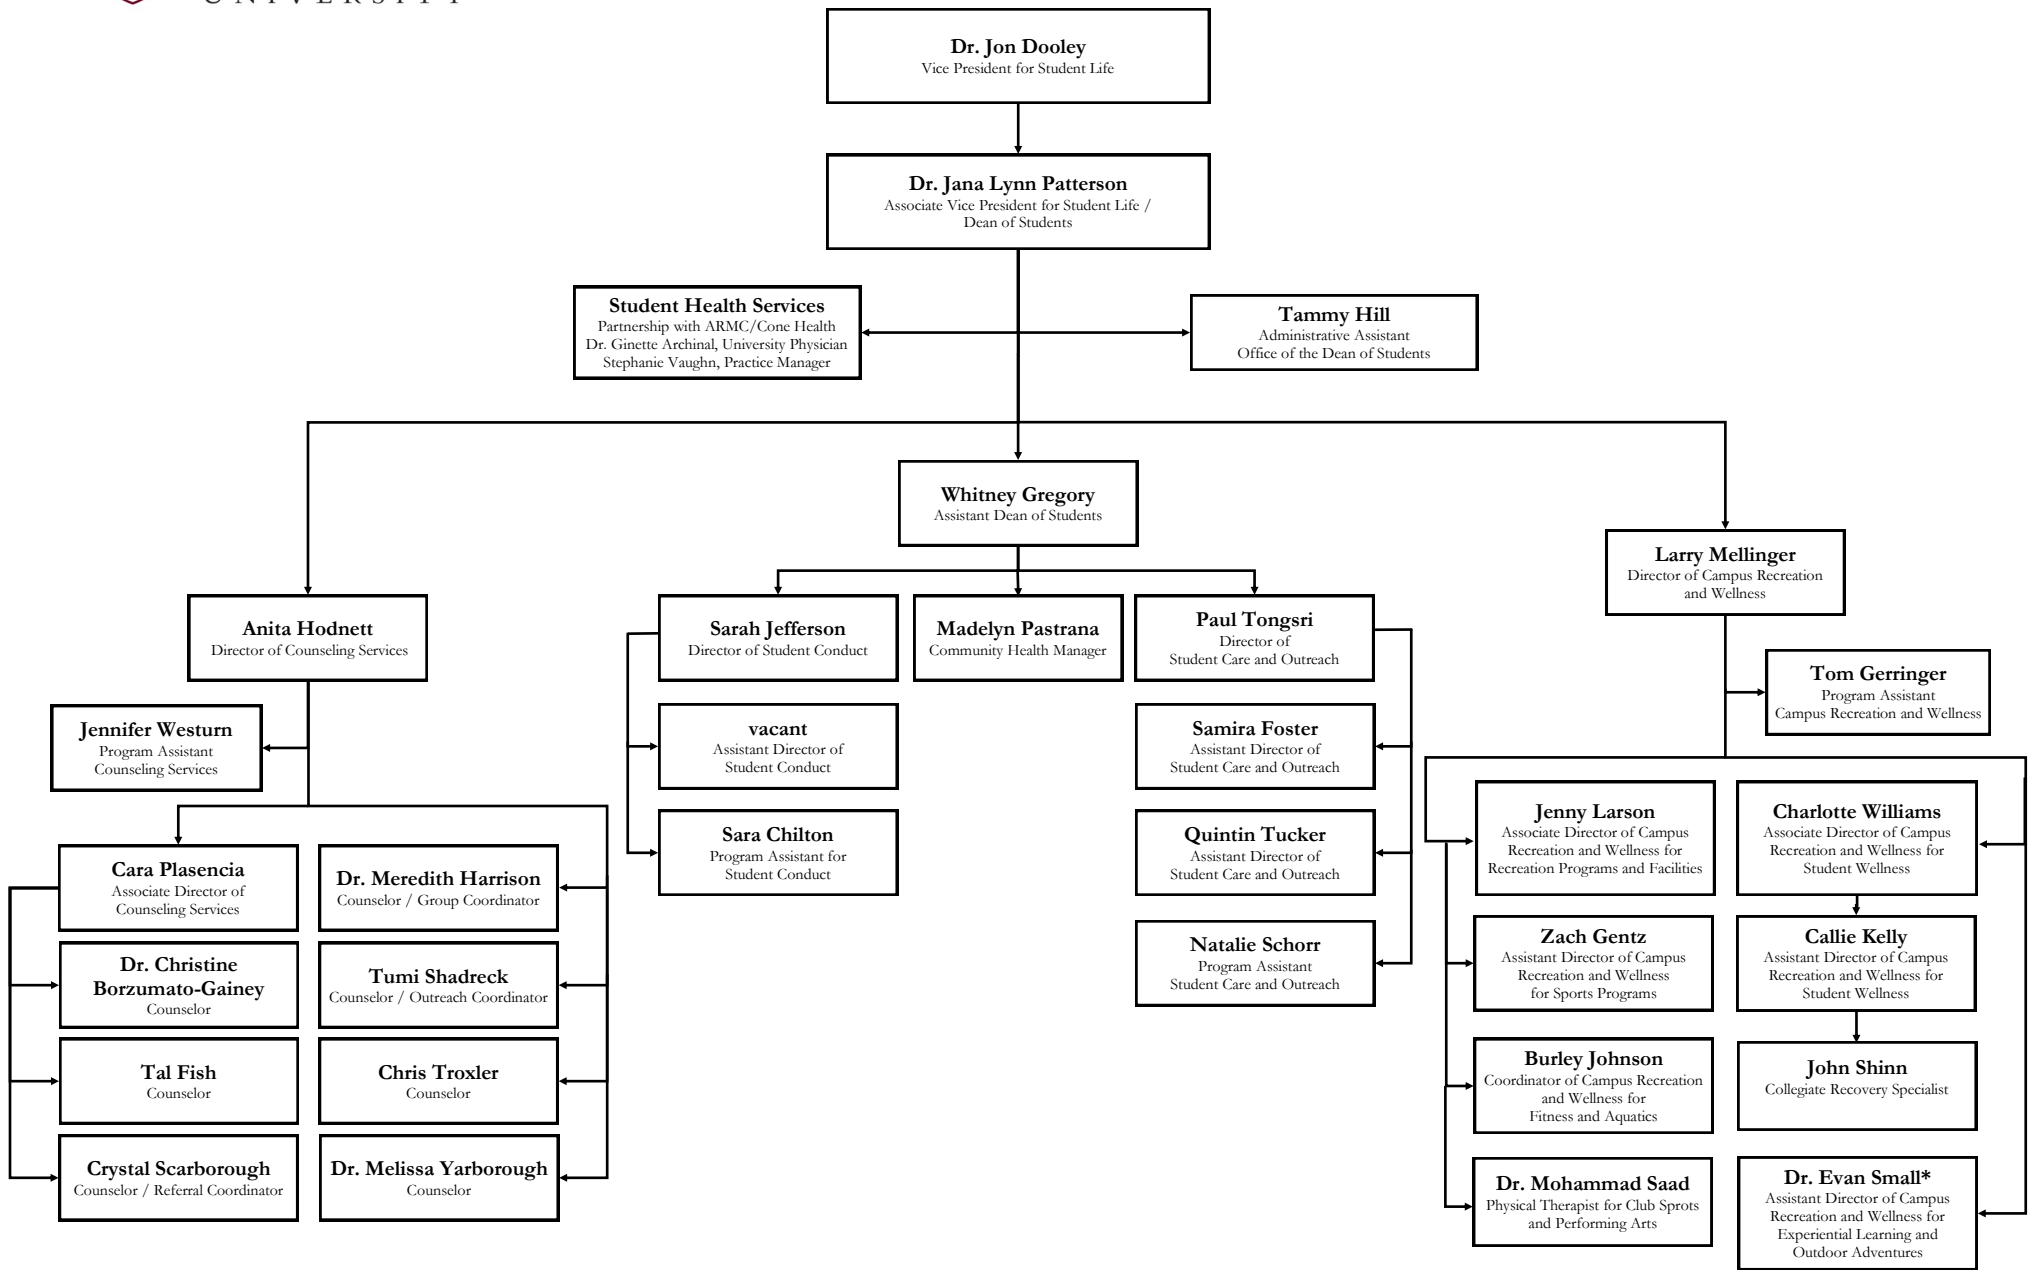 UNIVERSITY
Dr. Jon Dooley
Vice President for Student Life
Dr. Jana Lynn Patterson
Associate Vice President for Student Life /
Dean of Students
Student Health Services
Partnership with ARMC/Cone Health
Dr. Ginette Archinal, University Physician
Stephanie Vaughn, Practice Manager
Tammy Hill
Administrative Assistant
Office of the Dean of Students
Whitney Gregory
Assistant Dean of Students
Larry Mellinger
Director of Campus Recreation
and Wellness
Anita Hodnett
Director of Counseling Services
Sarah Jefferson
Director of Student Conduct
Madelyn Pastrana
Community Health Manager
Paul Tongsri
Director of
Student Care and Outreach
Tom Gerringer
Program Assistant
Campus Recreation and Wellness
Jennifer Westurn
Program Assistant
Counseling Services
vacant
Assistant Director of
Student Conduct
Samira Foster
Assistant Director of
Student Care and Outreach
Sara Chilton
Program Assistant for
Student Conduct
Quintin Tucker
Assistant Director of
Student Care and Outreach
Natalie Schorr
Program Assistant
Student Care and Outreach
Cara Plasencia
Associate Director of
Counseling Services
Dr. Christine
Borzumato-Gainey
Counselor
Tal Fish
Counselor
Crystal Scarborough
Counselor / Referral Coordinator
Dr. Meredith Harrison
Counselor / Group Coordinator
Tumi Shadreck
Counselor / Outreach Coordinator
Chris Troxler
Counselor
Dr. Melissa Yarborough
Counselor
Jenny Larson
Associate Director of Campus
Recreation and Wellness for
Recreation Programs and Facilities
Zach Gentz
Assistant Director of Campus
Recreation and Wellness
for Sports Programs
Burley Johnson
Coordinator of Campus Recreation
and Wellness for
Fitness and Aquatics
Dr. Mohammad Saad
Physical Therapist for Club Sprots
and Performing Arts
Charlotte Williams
Associate Director of Campus
Recreation and Wellness for
Student Wellness
Callie Kelly
Assistant Director of Campus
Recreation and Wellness for
Student Wellness
John Shinn
Collegiate Recovery Specialist
Dr. Evan Small*
Assistant Director of Campus
Recreation and Wellness for
Experiential Learning and
Outdoor Adventures